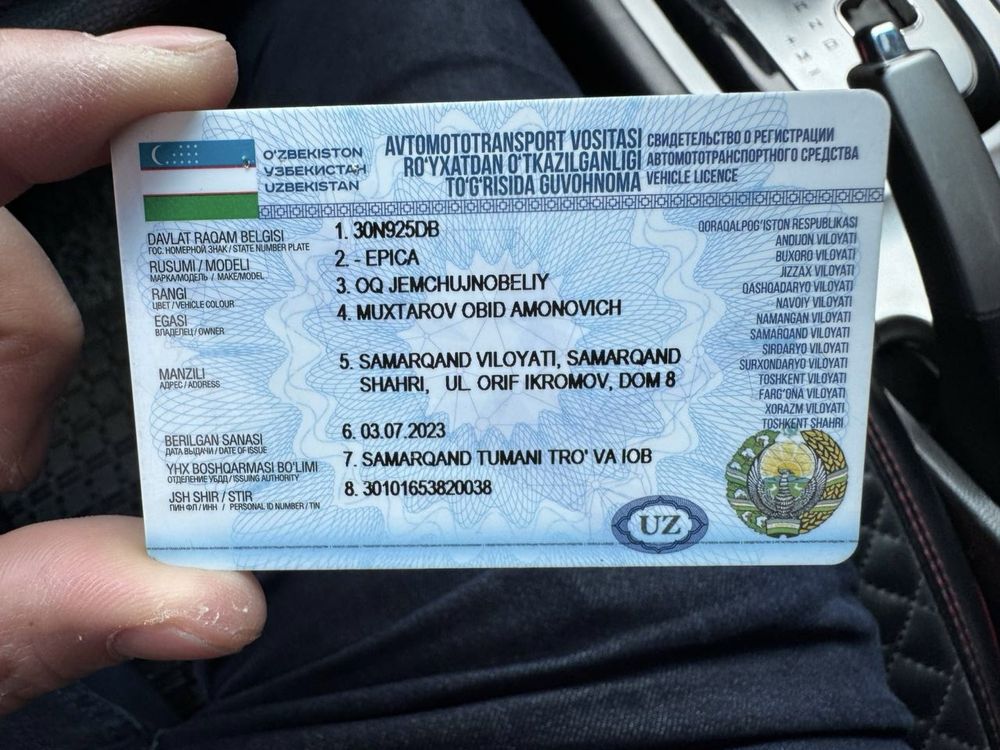 O'ZBEKISTON
УЗБЕКИСТАН
UZBEKISTAN
AVTOMOTOTRANSPORT VOSITASI
RO'YXATDAN O'TKAZILGANLIGI
TO'G'RISIDA GUVOHNOMA
СВИДЕТЕЛЬСТВО О РЕГИСТРАЦИИ
АВТОМОТОТРАНСПОРТНОГО СРЕДСТВА
VEHICLE LICENCE
DAVLAT RAQAM BELGISI
ГОС. НОМЕРНОЙ ЗНАК / STATE NUMBER PLATE
1. 30N925DB
RUSUMI / MODELI
МАРКА/МОДЕЛЬ / MAKE/MODEL
2. - EPICA
RANGI
ЦВЕТ / VEHICLE COLOUR
3. OQ JEMCHUJNOBELIY
EGASI
ВЛАДЕЛЕЦ / OWNER
4. MUXTAROV OBID AMONOVICH
MANZILI
АДРЕС / ADDRESS
5. SAMARQAND VILOYATI, SAMARQAND
SHAHRI, UL. ORIF IKROMOV, DOM 8
BERILGAN SANASI
ДАТА ВЫДАЧИ / DATE OF ISSUE
6. 03.07.2023
YHX BOSHQARMASI BO'LIMI
ОТДЕЛЕНИЕ УБДД / ISSUING AUTHORITY
7. SAMARQAND TUMANI TRO' VA IOB
JSH SHIR / STIR
ПИН ФЛ / ИНН / PERSONAL ID NUMBER / TIN
8. 30101653820038
QORAQALPOG'ISTON RESPUBLIKASI
ANDIJON VILOYATI
BUXORO VILOYATI
JIZZAX VILOYATI
QASHQADARYO VILOYATI
NAVOIY VILOYATI
NAMANGAN VILOYATI
SAMARQAND VILOYATI
SIRDARYO VILOYATI
SURXONDARYO VILOYATI
TOSHKENT VILOYATI
FARG'ONA VILOYATI
XORAZM VILOYATI
TOSHKENT SHAHRI
UZ